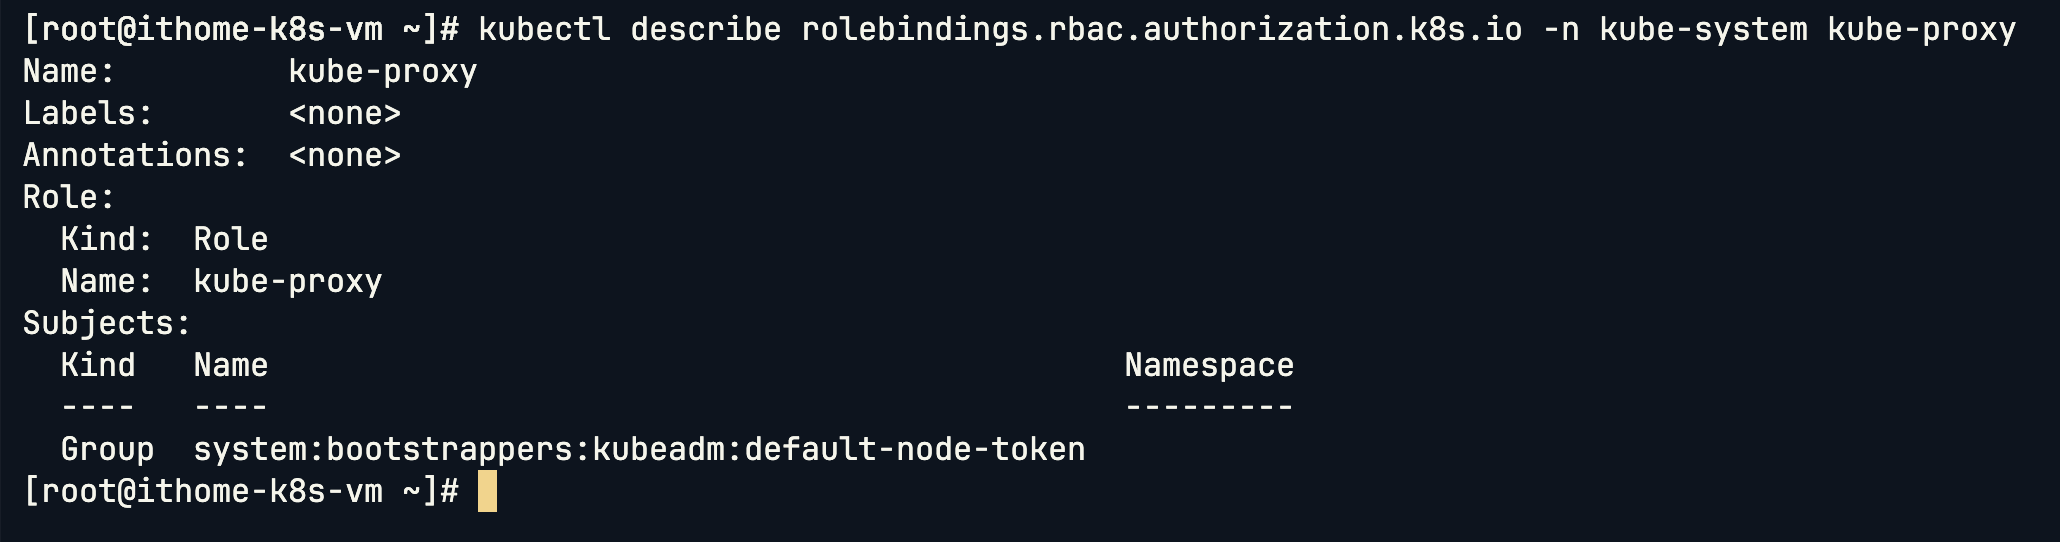 [root@ithome-k8s-vm ~]# kubectl describe rolebindings.rbac.authorization.k8s.io -n kube-system kube-proxy
Name:         kube-proxy
Labels:       <none>
Annotations:  <none>
Role:
  Kind:  Role
  Name:  kube-proxy
Subjects:
  Kind   Name                                             Namespace
  ----   ----                                             ---------
  Group  system:bootstrappers:kubeadm:default-node-token
[root@ithome-k8s-vm ~]#